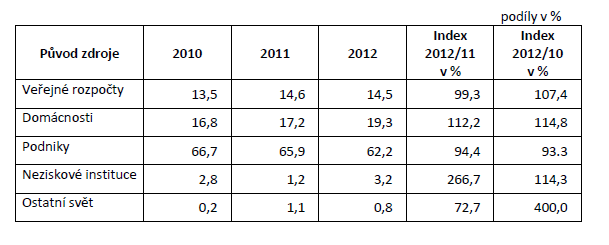 podíly v %
Původ zdroje 2010 2011 2012 Index 2012/11 v % Index 2012/10 v %
Veřejné rozpočty 13,5 14,6 14,5 99,3 107,4
Domácnosti 16,8 17,2 19,3 112,2 114,8
Podniky 66,7 65,9 62,2 94,4 93.3
Neziskové instituce 2,8 1,2 3,2 266,7 114,3
Ostatní svět 0,2 1,1 0,8 72,7 400,0